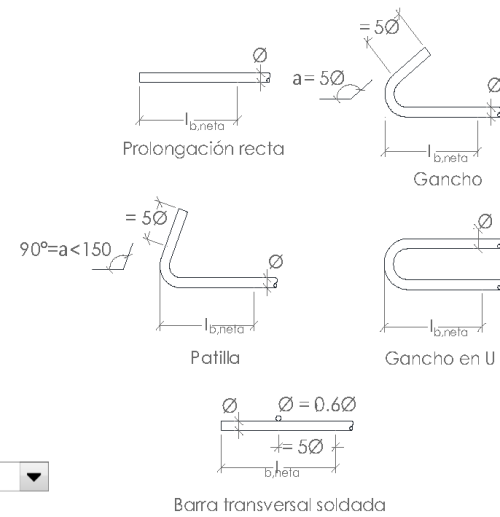 Ø
l b,neta
Prolongación recta
= 5Ø
a= 5Ø
Ø
l b,neta
Gancho
= 5Ø
90º=a<150
Ø
l b,neta
Patilla
Ø
l b,neta
Gancho en U
Ø
Ø = 0.6Ø
= 5Ø
l b,neta
Barra transversal soldada